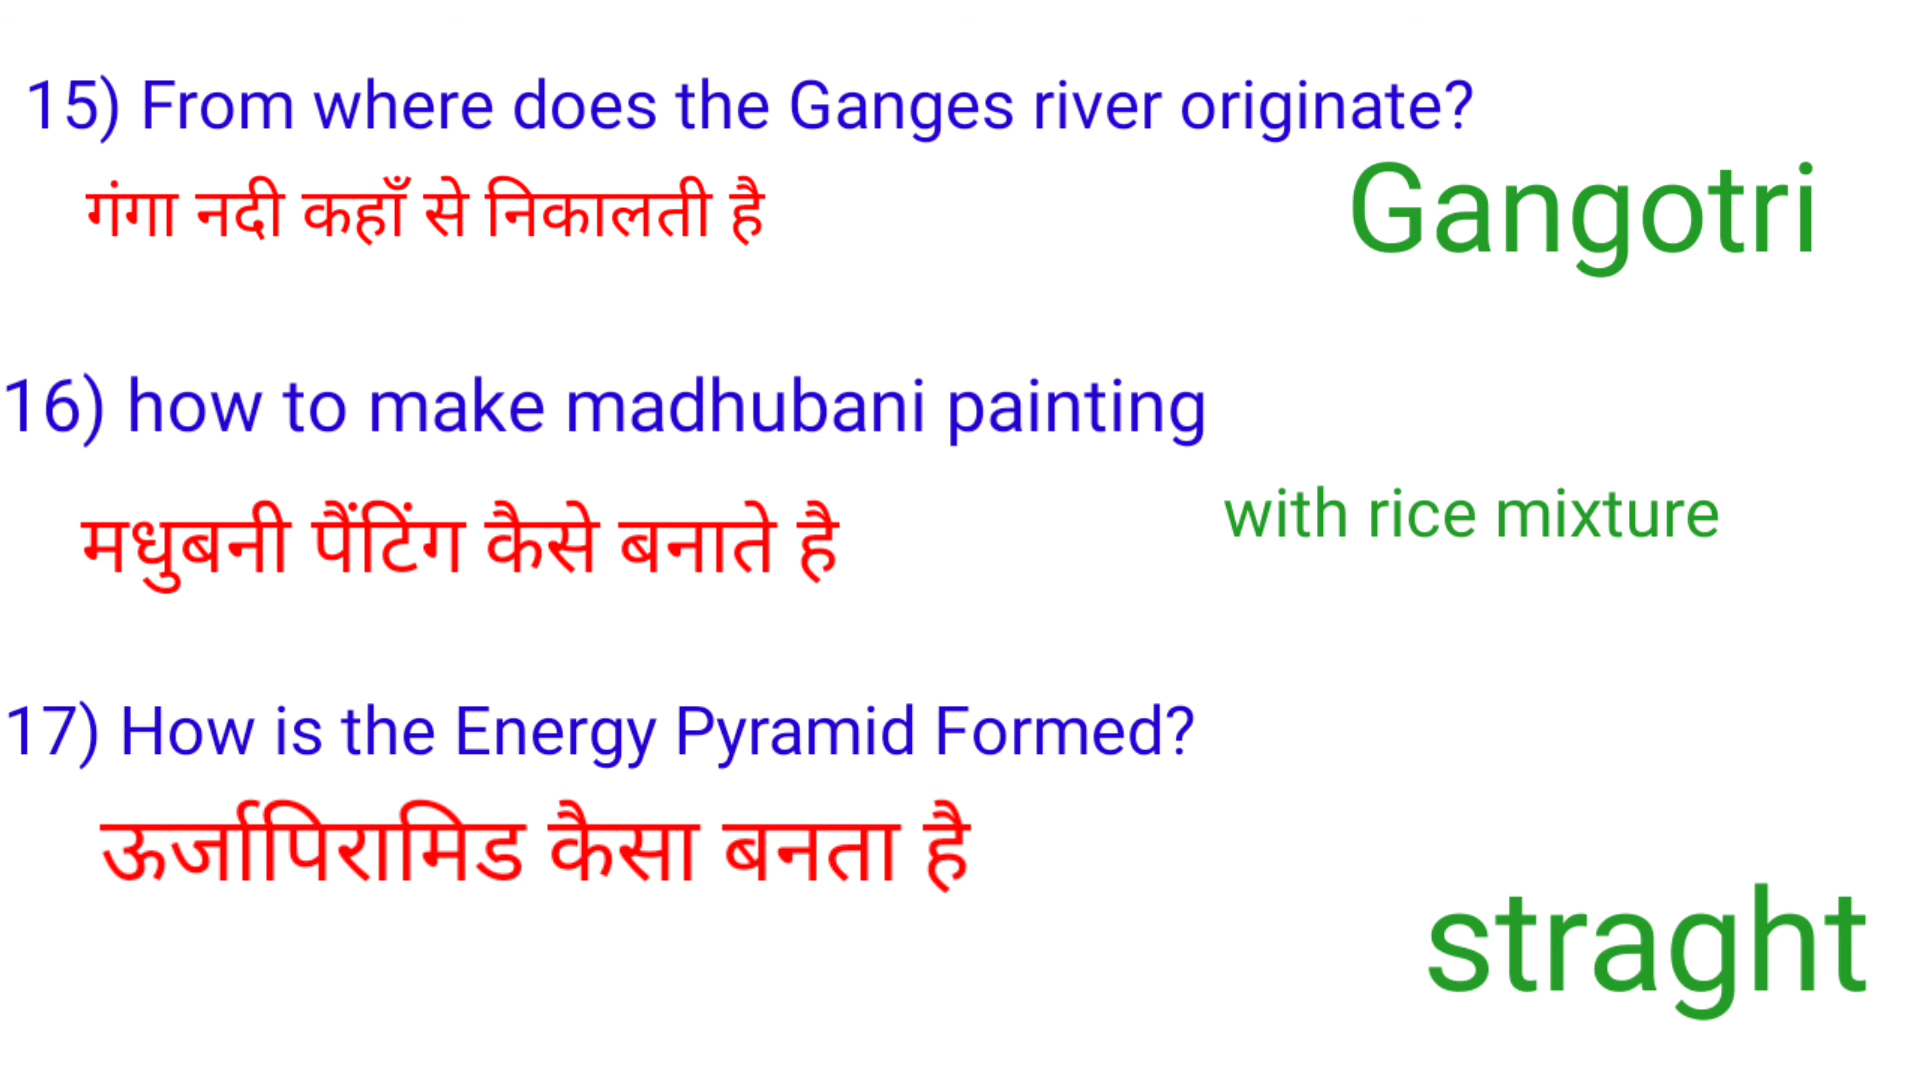 15) From where does the Ganges river originate?
गंगा नदी कहाँ से निकालती है
Gangotri
16) how to make madhubani painting
मधुबनी पैंटिंग कैसे बनाते है
with rice mixture
17) How is the Energy Pyramid Formed?
ऊर्जापिरामिड कैसा बनता है
straght